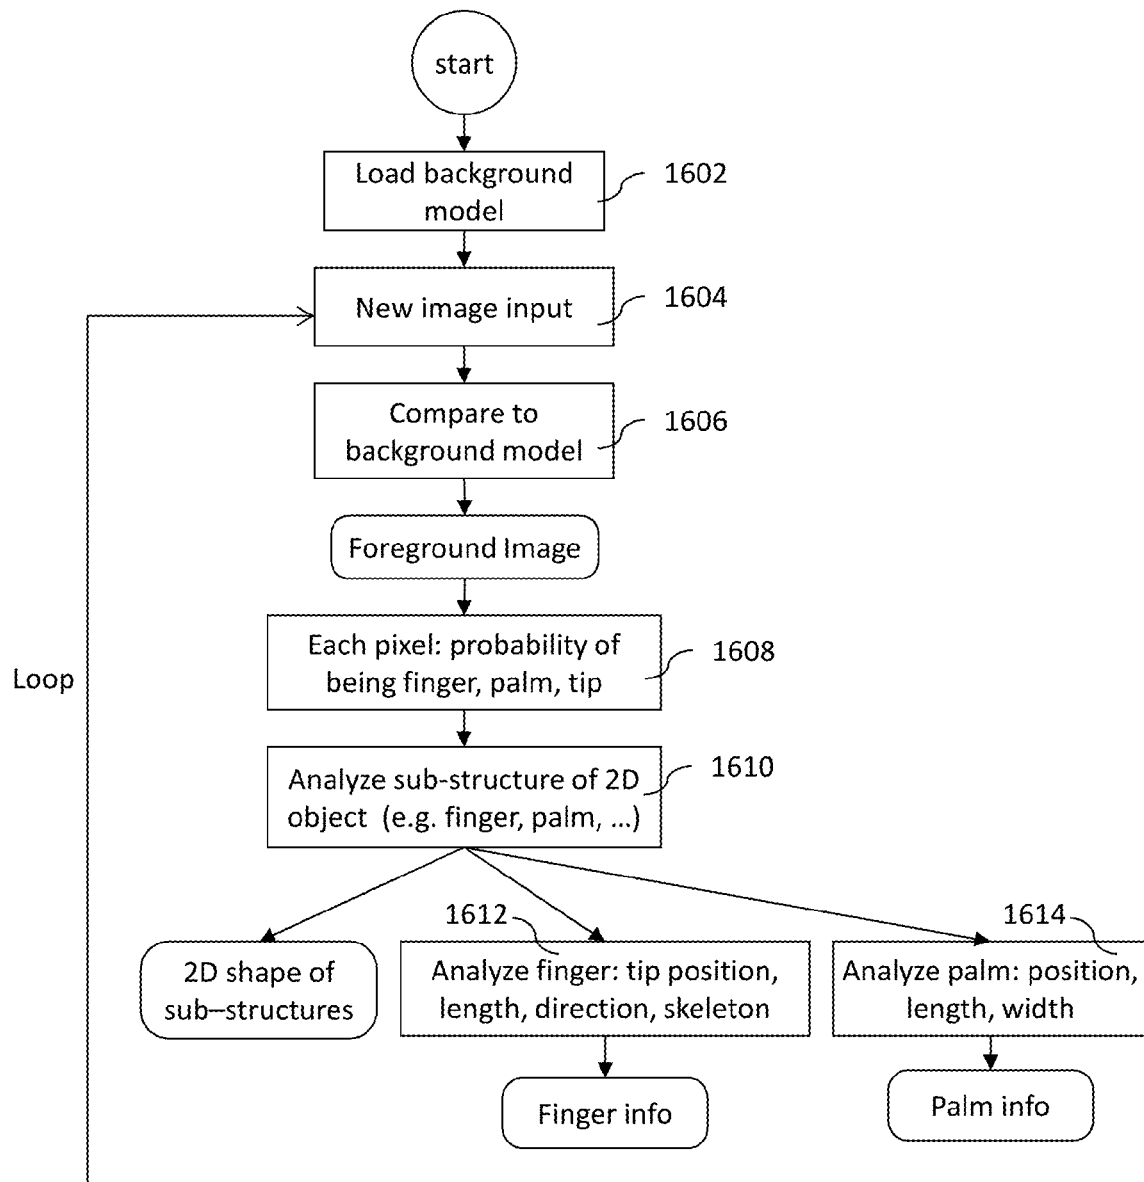 start
Load background
model
1602
New image input
1604
Compare to
background model
1606
Foreground Image
Each pixel: probability of
being finger, palm, tip
1608
Loop
Analyze sub-structure of 2D
object (e.g. finger, palm, ...)
1610
1612
1614
2D shape of
sub–structures
Analyze finger: tip position,
length, direction, skeleton
Analyze palm: position,
length, width
Finger info
Palm info